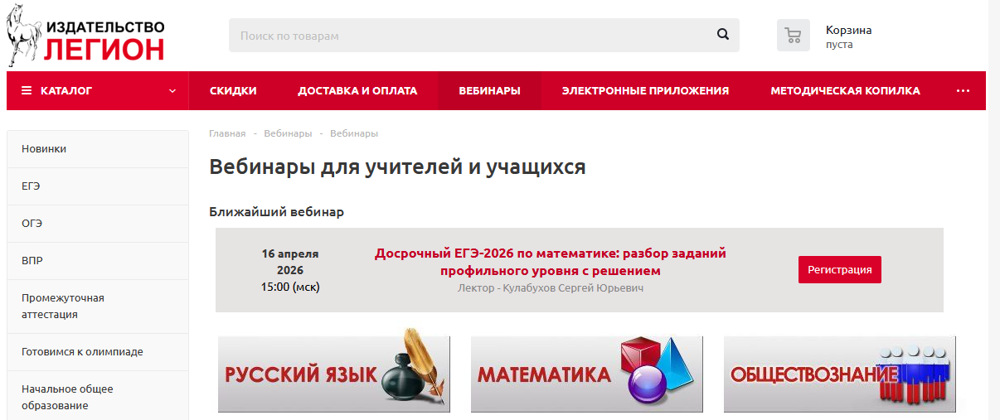 ИЗДАТЕЛЬСТВО
ЛЕГИОН
Поиск по товарам
Корзина
пуста
КАТАЛОГ
СКИДКИ
ДОСТАВКА И ОПЛАТА
ВЕБИНАРЫ
ЭЛЕКТРОННЫЕ ПРИЛОЖЕНИЯ
МЕТОДИЧЕСКАЯ КОПИЛКА
Новинки
ЕГЭ
ОГЭ
ВПР
Промежуточная
аттестация
Готовимся к олимпиаде
Начальное общее
образование
Главная - Вебинары - Вебинары
Вебинары для учителей и учащихся
Ближайший вебинар
16 апреля
2026
15:00 (мск)
Досрочный ЕГЭ-2026 по математике: разбор заданий
профильного уровня с решением
Лектор - Кулабухов Сергей Юрьевич
Регистрация
РУССКИЙ ЯЗЫК
МАТЕМАТИКА
ОБЩЕСТВОЗНАНИЕ